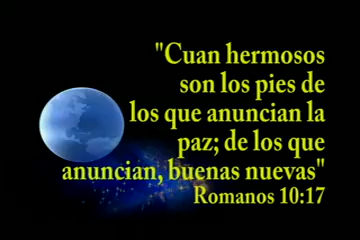 "Cuan hermosos
son los pies de
los que anuncian la
paz; de los que
anuncian, buenas nuevas"
Romanos 10:17